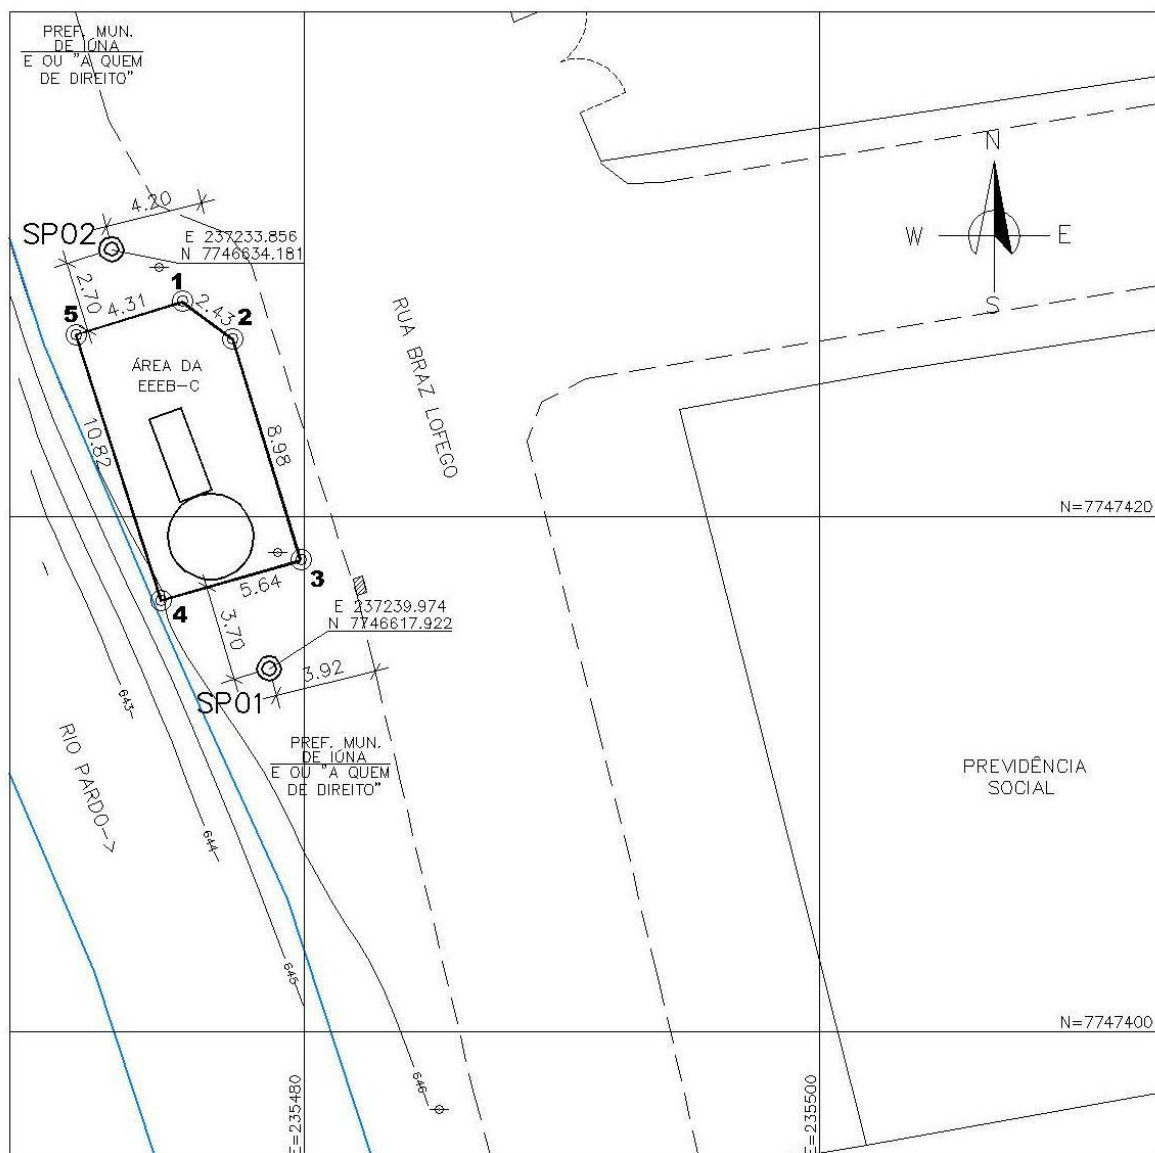 PREF. MUN.
DE IÚNA
E OU "A QUEM
DE DIREITO"
4.20
SP02
E 237233.856
N 7746634.181
2.70
4.31
1
2.43
2
5
ÁREA DA
EEEB-C
10.82
8.98
RUA BRAZ LOFEGO
N
W
E
S
N=7747420
3
5.64
4
E 237239.974
N 7746617.922
3.70
3.92
SP01
PREF. MUN.
DE IÚNA
E OU "A QUEM
DE DIREITO"
643
RIO PARDO->
644
645
646
PREVIDÊNCIA
SOCIAL
N=7747400
E=235480
E=235500